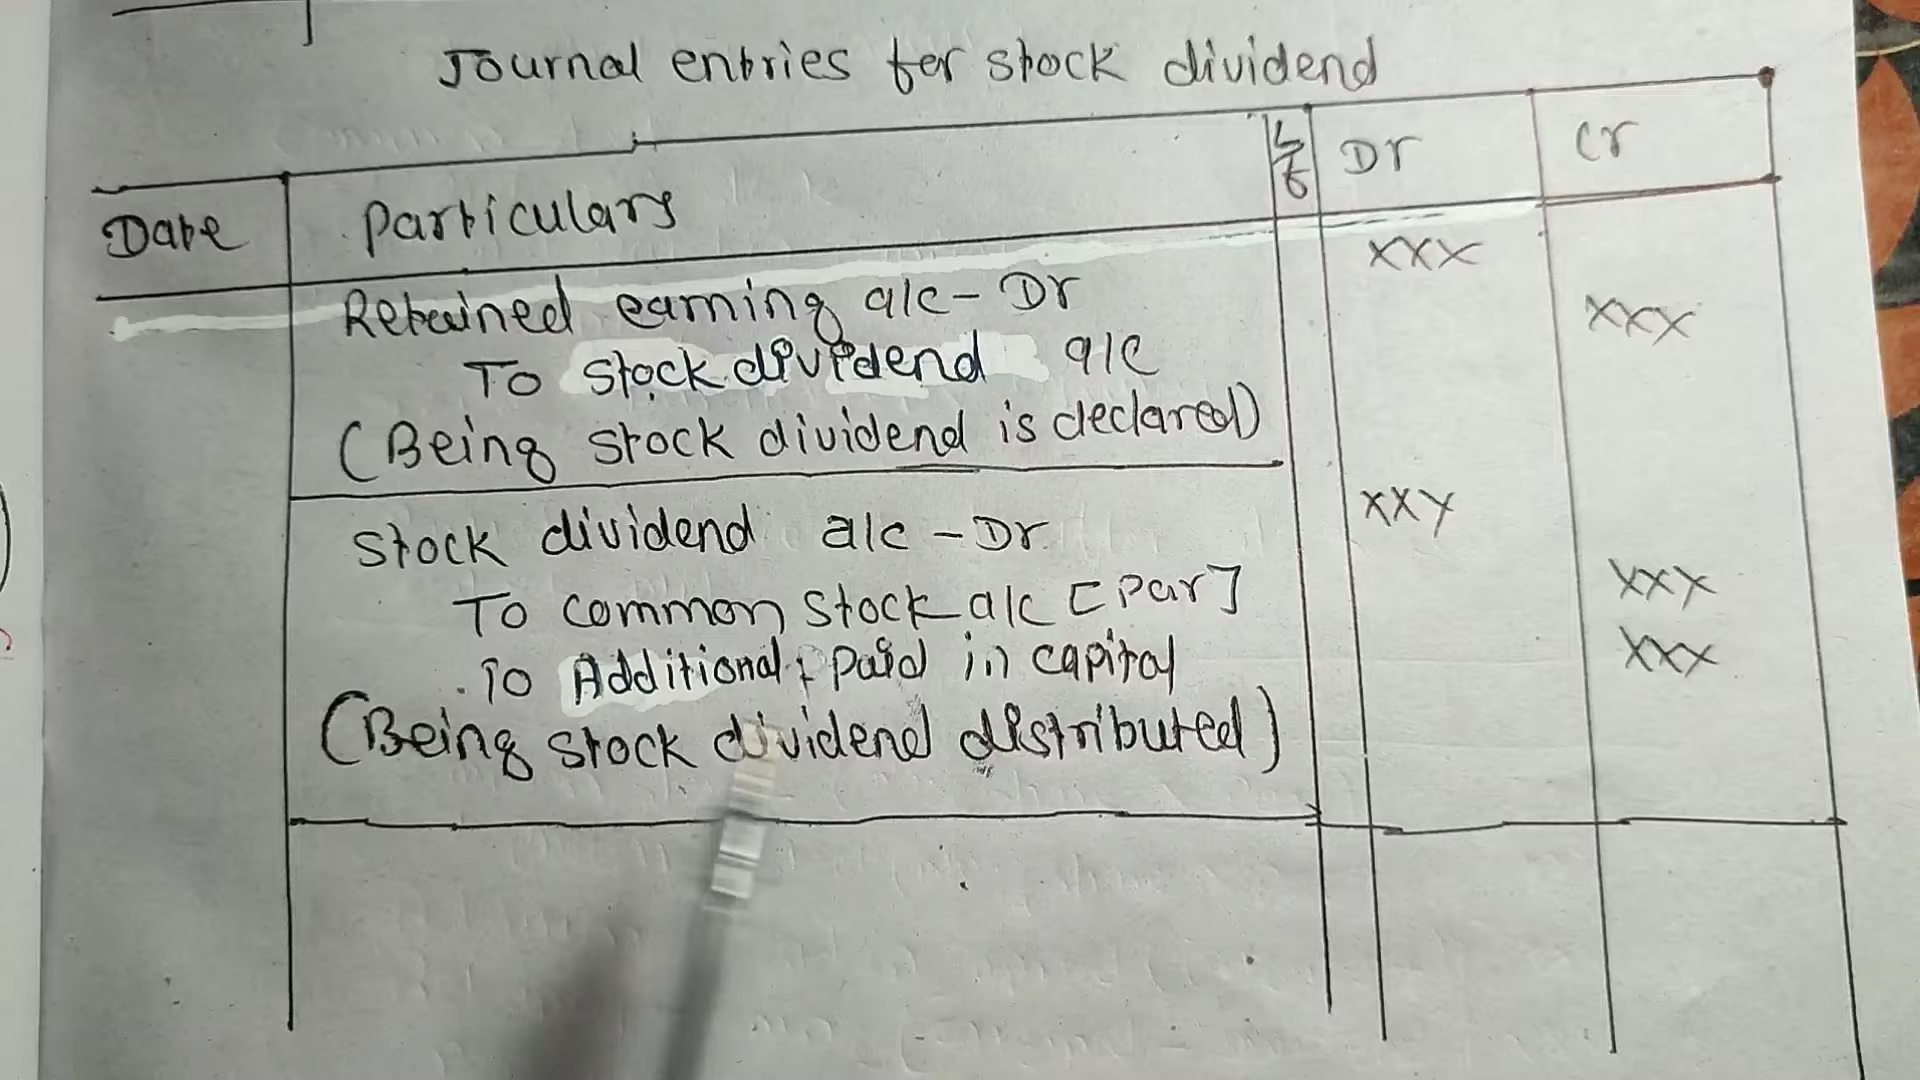 Journal entries for stock dividend
Date Particulars L/f Dr Cr
Retained earning a/c - Dr xxx
To stock dividend a/c xxx
(Being stock dividend is declared)
Stock dividend a/c - Dr xxy
To common stock a/c [Par] xxx
To Additional paid in capital xxx
(Being stock dividend distributed)